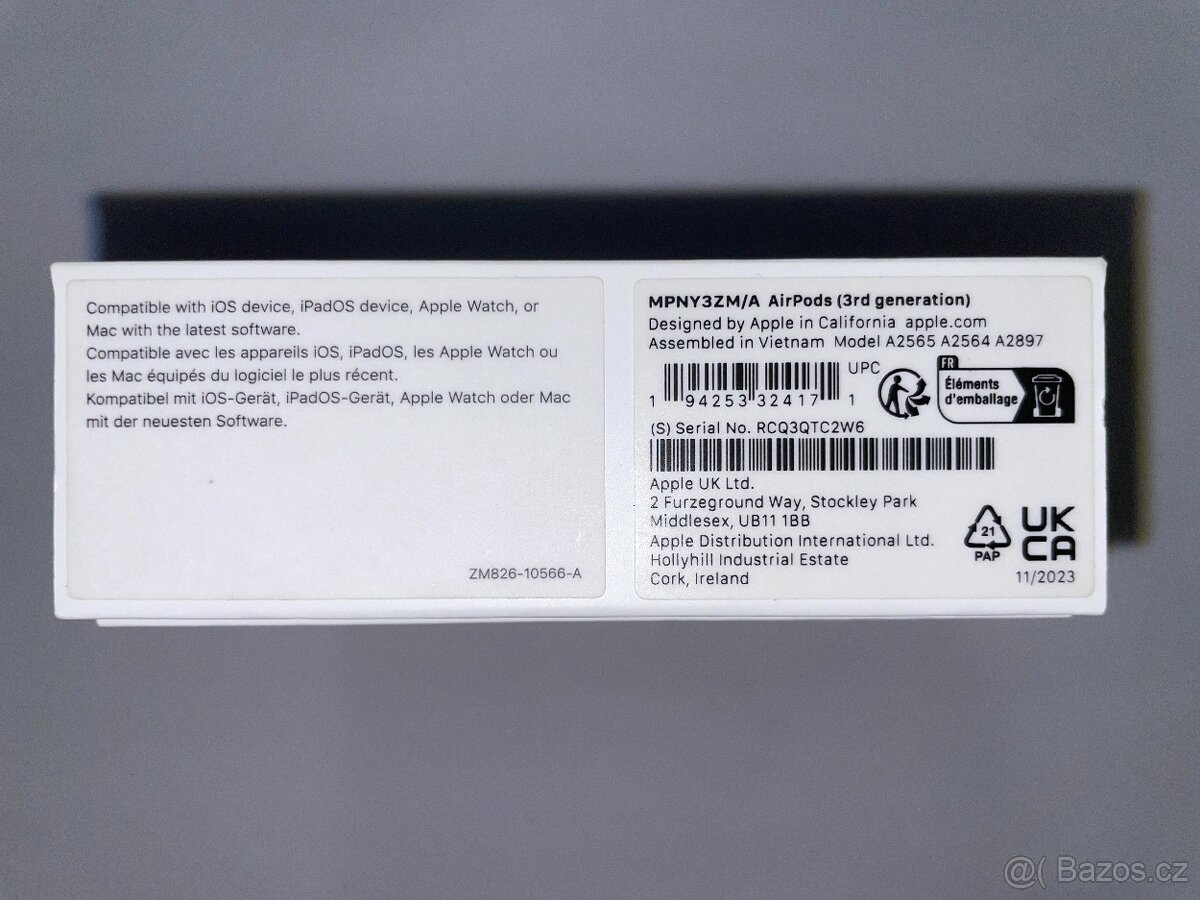 Compatible with iOS device, iPadOS device, Apple Watch, or
Mac with the latest software.
Compatible avec les appareils iOS, iPadOS, les Apple Watch ou
les Mac équipés du logiciel le plus récent.
Kompatibel mit iOS-Gerät, iPadOS-Gerät, Apple Watch oder Mac
mit der neuesten Software.
ZM826-10566-A
MPNY3ZM/A AirPods (3rd generation)
Designed by Apple in California apple.com
Assembled in Vietnam Model A2565 A2564 A2897
UPC
1 94253 32417 1
FR
Éléments
d'emballage
(S) Serial No. RCQ3QTC2W6
Apple UK Ltd.
2 Furzeground Way, Stockley Park
Middlesex, UB11 1BB
Apple Distribution International Ltd.
Hollyhill Industrial Estate
Cork, Ireland
21
PAP
UK
CA
11/2023
@( Bazos.cz